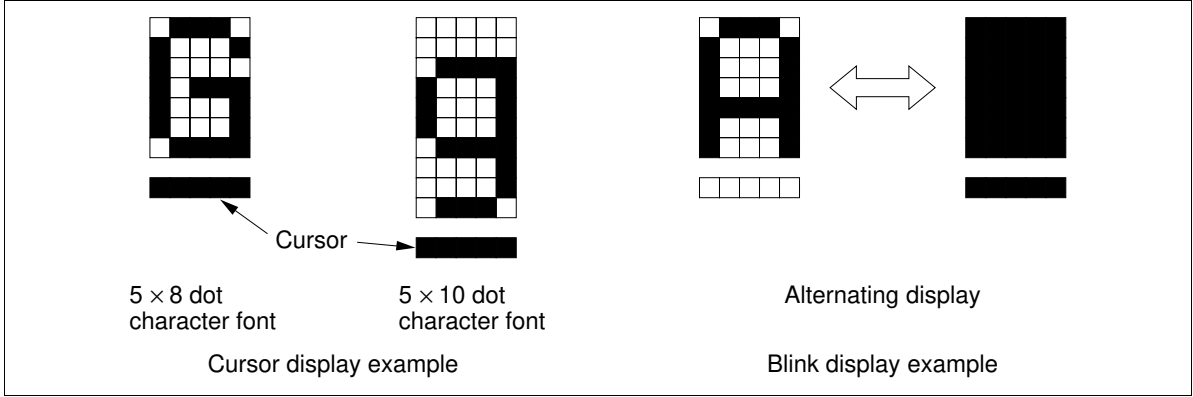 Cursor
5 × 8 dot
character font
5 × 10 dot
character font
Cursor display example
Alternating display
Blink display example